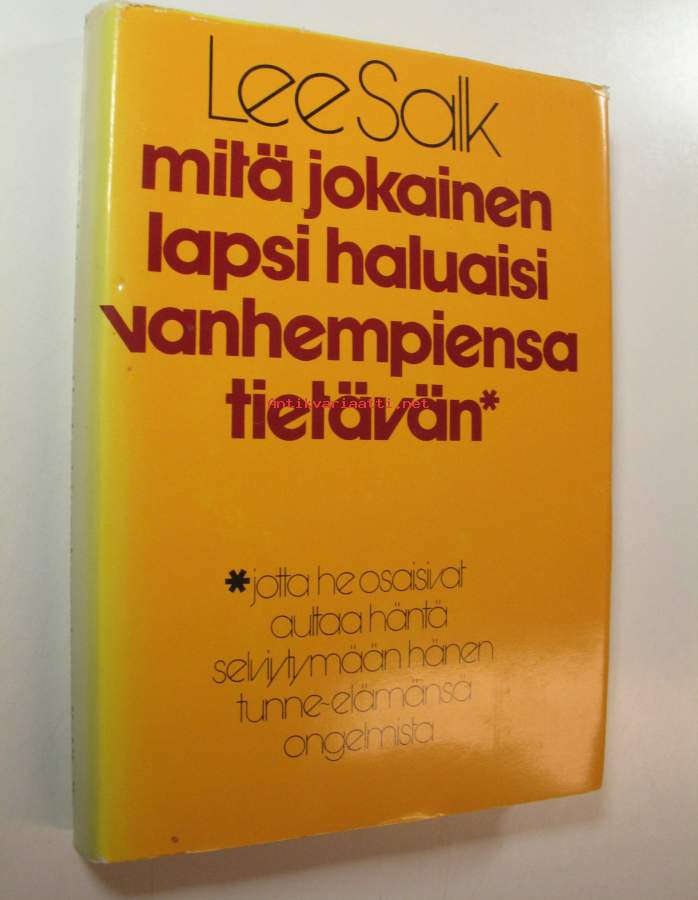 Lee Salk
mitä jokainen
lapsi haluaisi
vanhempiensa
tietävän*
Antikvariaatti.net
*jotta he osaisivat
auttaa häntä
selviytymään hänen
tunne-elämänsä
ongelmista